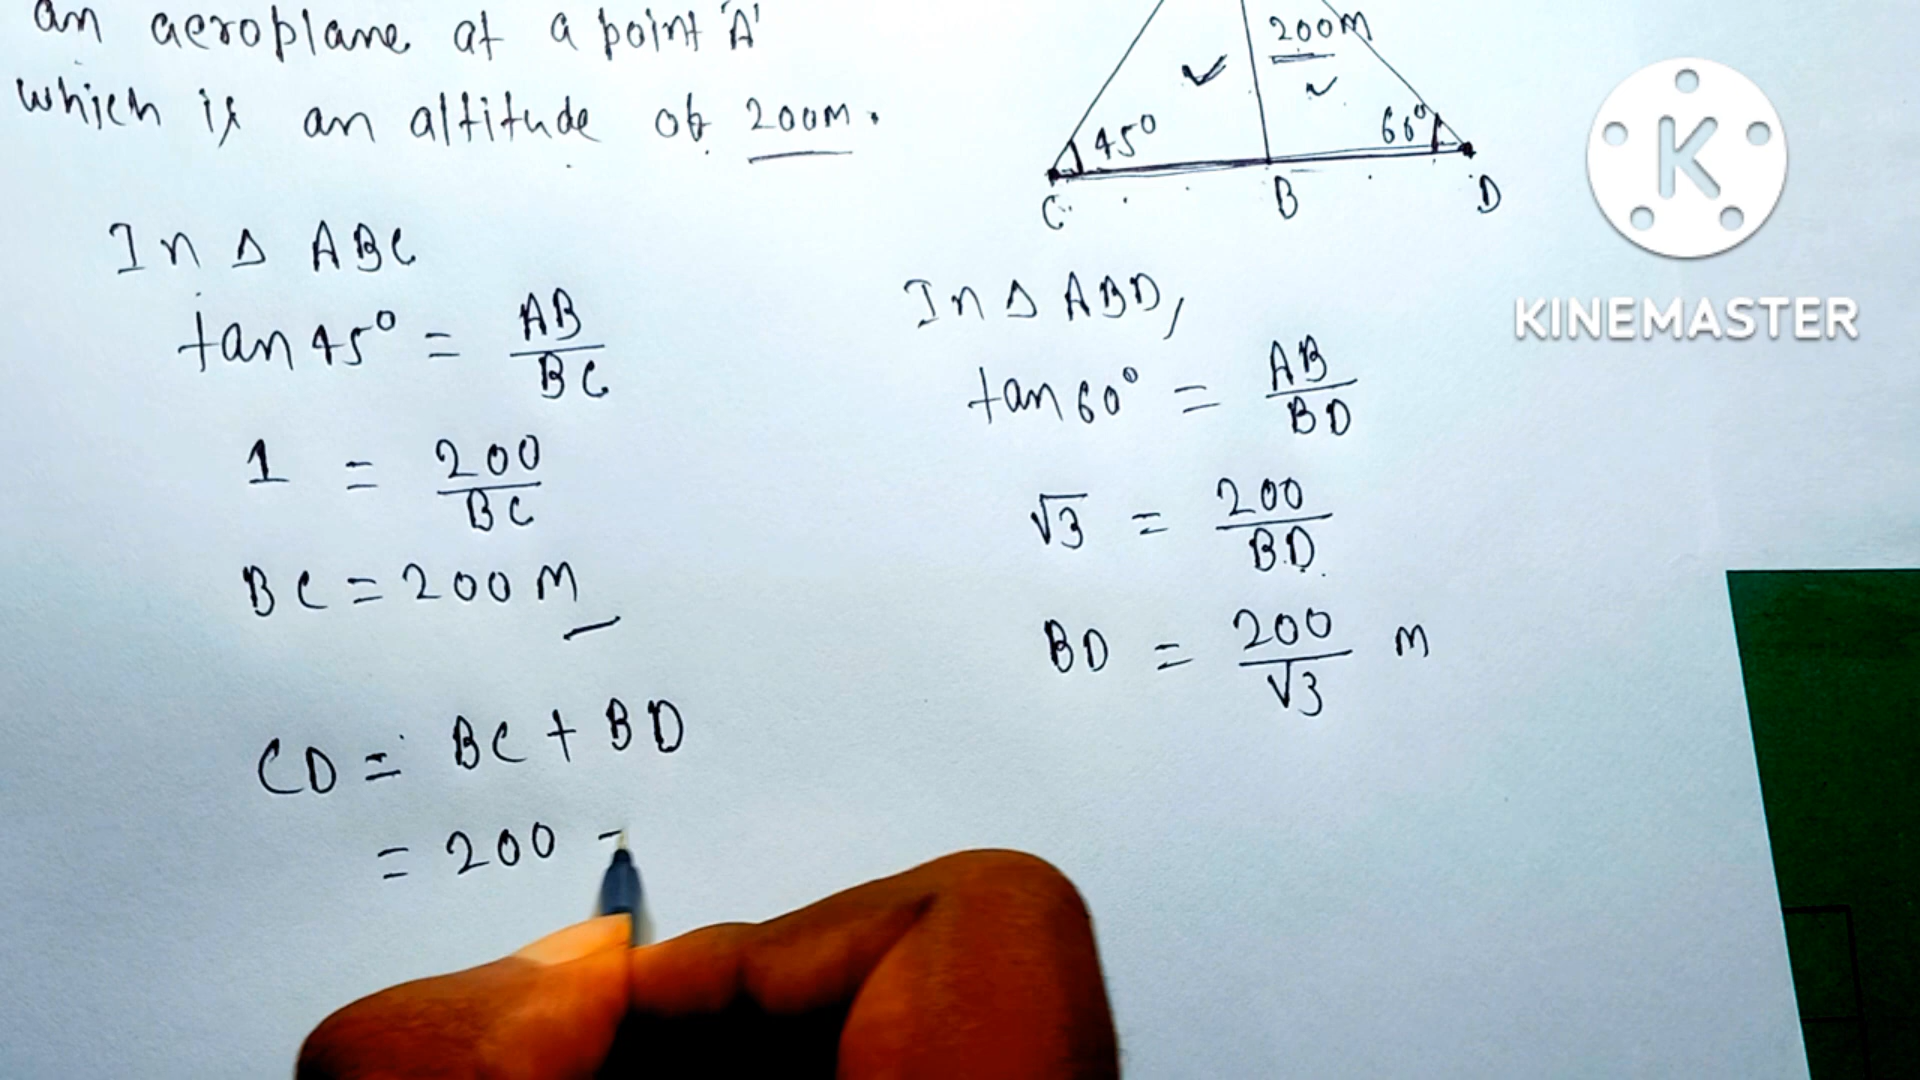 an aeroplane at a point 'A'
which is an altitude of 200m.
200m
45°
60°
C
B
D
K
KINEMASTER
In Δ ABC
tan 45° = AB/BC
1 = 200/BC
BC = 200 m
In Δ ABD,
tan 60° = AB/BD
√3 = 200/BD
BD = 200/√3 m
CD = BC + BD
= 200 -